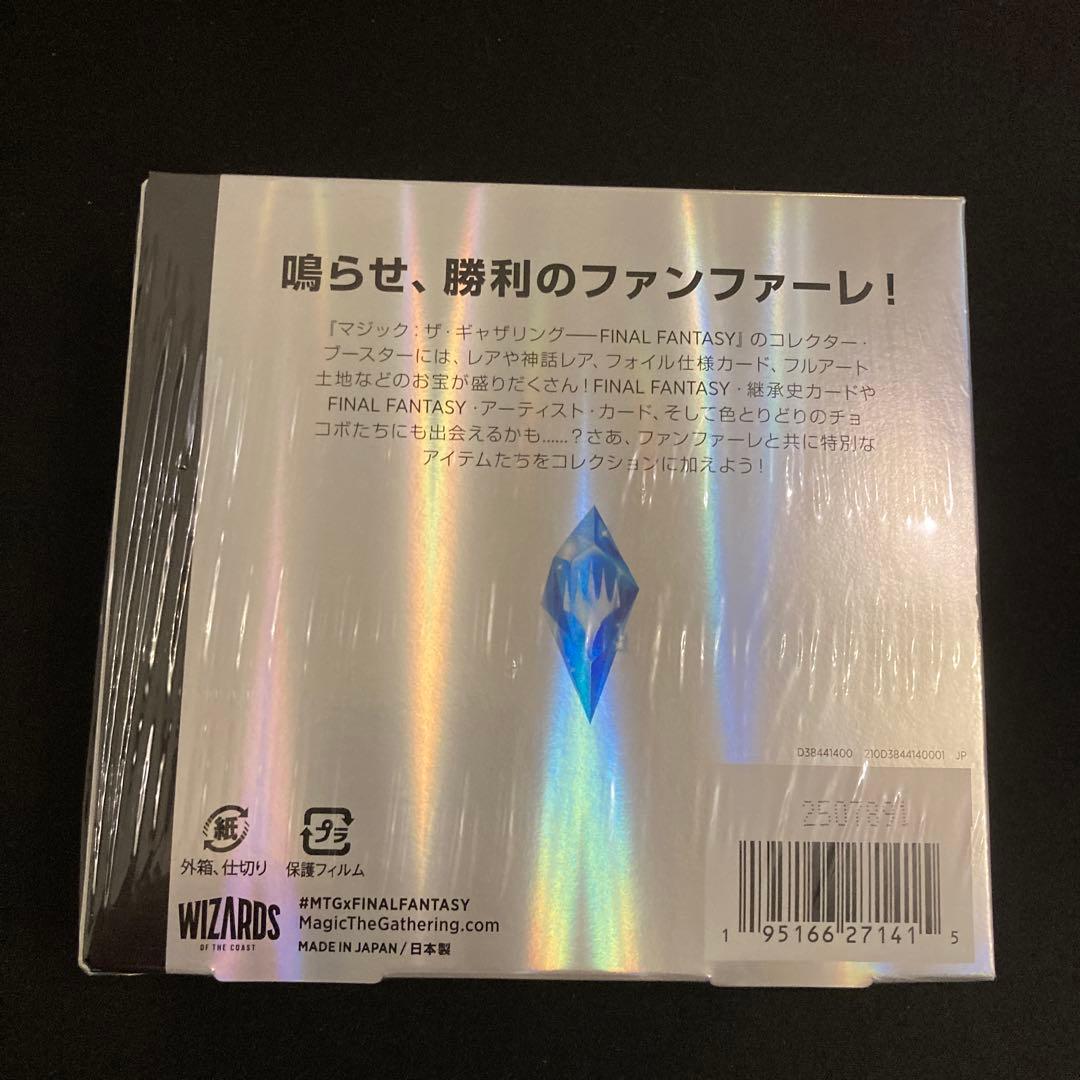 鳴らせ、勝利のファンファーレ!
『マジック:ザ・ギャザリング——FINAL FANTASY』のコレクター・
ブースターには、レアや神話レア、フォイル仕様カード、フルアート
土地などのお宝が盛りだくさん!FINAL FANTASY・継承史カードや
FINAL FANTASY・アーティスト・カード、そして色とりどりのチョ
コボたちにも出会えるかも……?さあ、ファンファーレと共に特別な
アイテムたちをコレクションに加えよう!
D38441400 210D3844140001 JP
紙
外箱、仕切り
プラ
保護フィルム
WIZARDS
OF THE COAST
#MTGxFINALFANTASY
MagicTheGathering.com
MADE IN JAPAN / 日本製
1 95166 27141 5